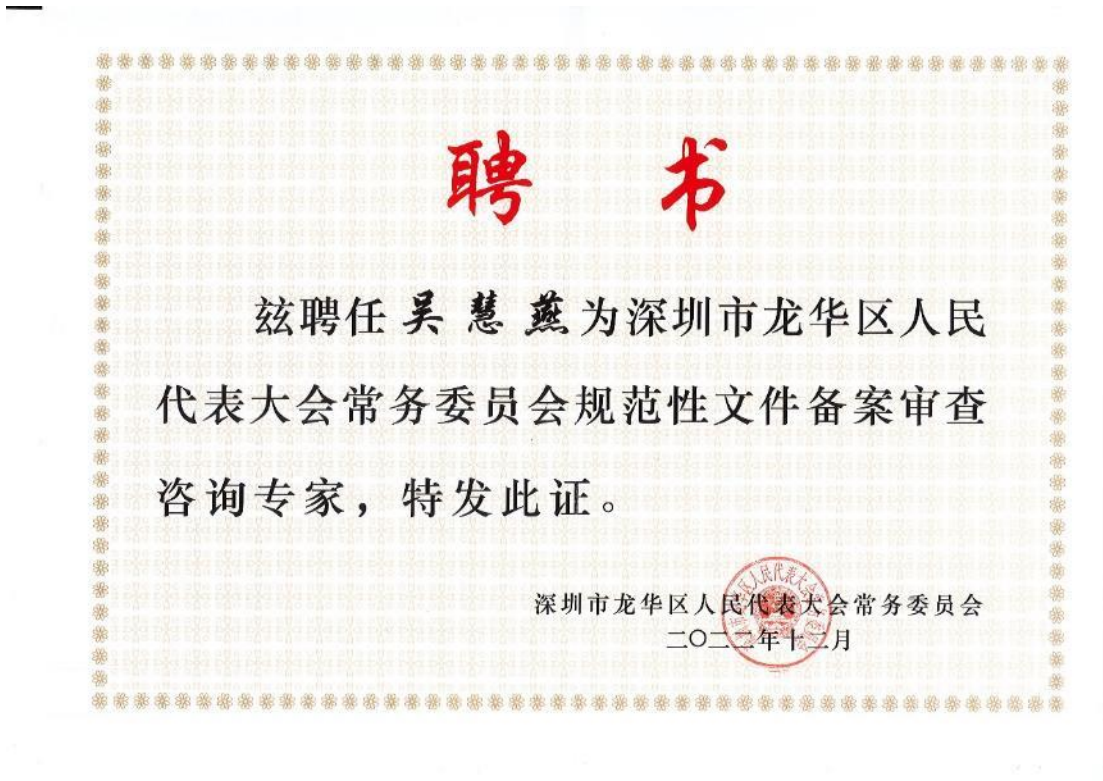 聘 书
兹聘任吴慧燕为深圳市龙华区人民
代表大会常务委员会规范性文件备案审查
咨询专家，特发此证。
深圳市龙华区人民代表大会常务委员会
二〇二二年十二月